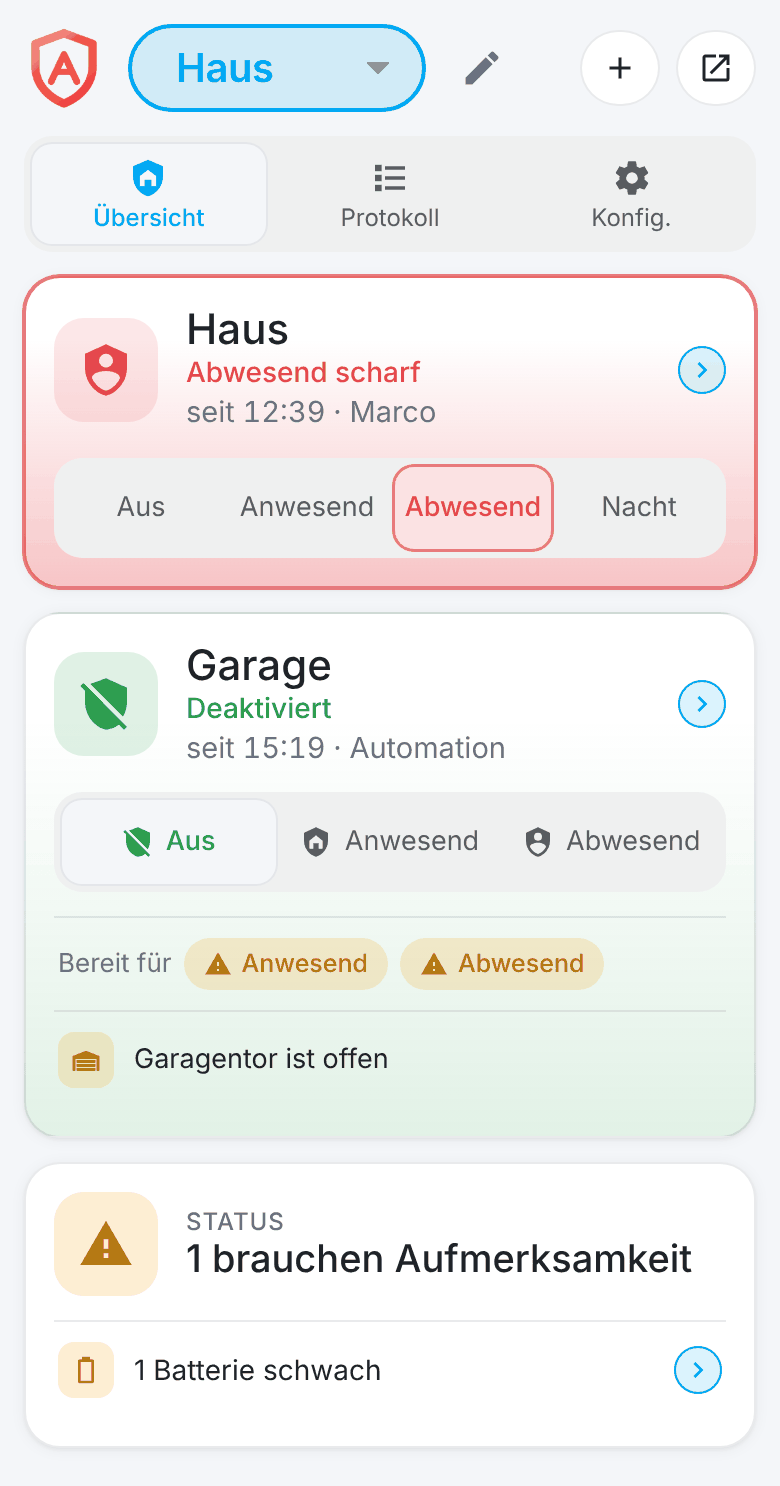 Haus
Übersicht
Protokoll
Konfig.
Haus
Abwesend scharf
seit 12:39 · Marco
Aus
Anwesend
Abwesend
Nacht
Garage
Deaktiviert
seit 15:19 · Automation
Aus
Anwesend
Abwesend
Bereit für
Anwesend
Abwesend
Garagentor ist offen
STATUS
1 brauchen Aufmerksamkeit
1 Batterie schwach